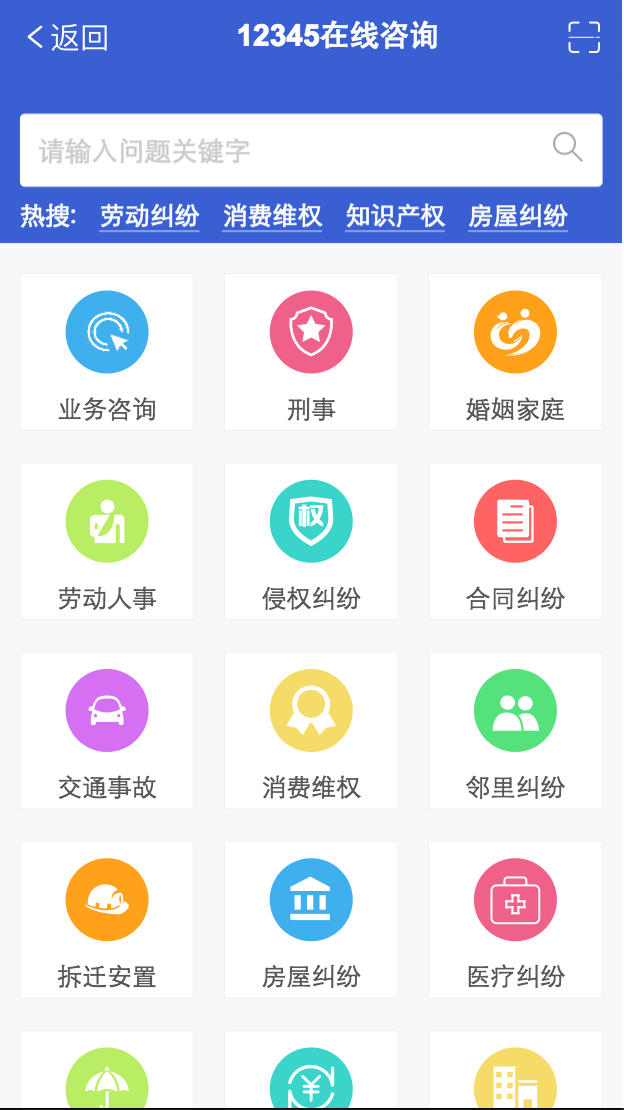 返回 12345在线咨询
请输入问题关键字
热搜: 劳动纠纷 消费维权 知识产权 房屋纠纷
业务咨询 刑事 婚姻家庭
权
劳动人事 侵权纠纷 合同纠纷
交通事故 消费维权 邻里纠纷
拆迁安置 房屋纠纷 医疗纠纷
¥